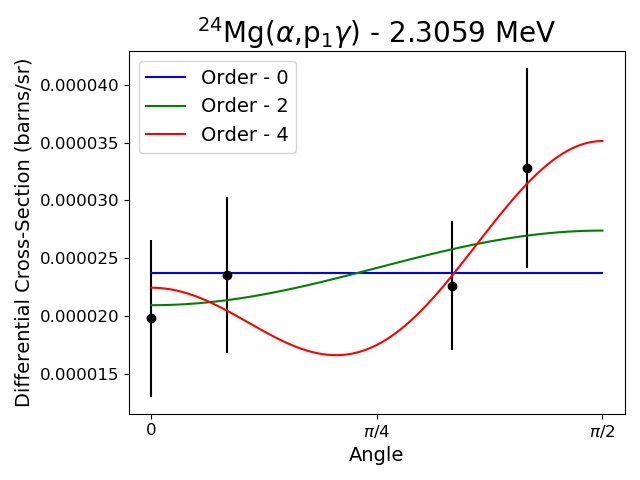 ²⁴Mg(α,p₁γ) - 2.3059 MeV
Order - 0
Order - 2
Order - 4
Differential Cross-Section (barns/sr)
0.000040
0.000035
0.000030
0.000025
0.000020
0.000015
0
π/4
π/2
Angle